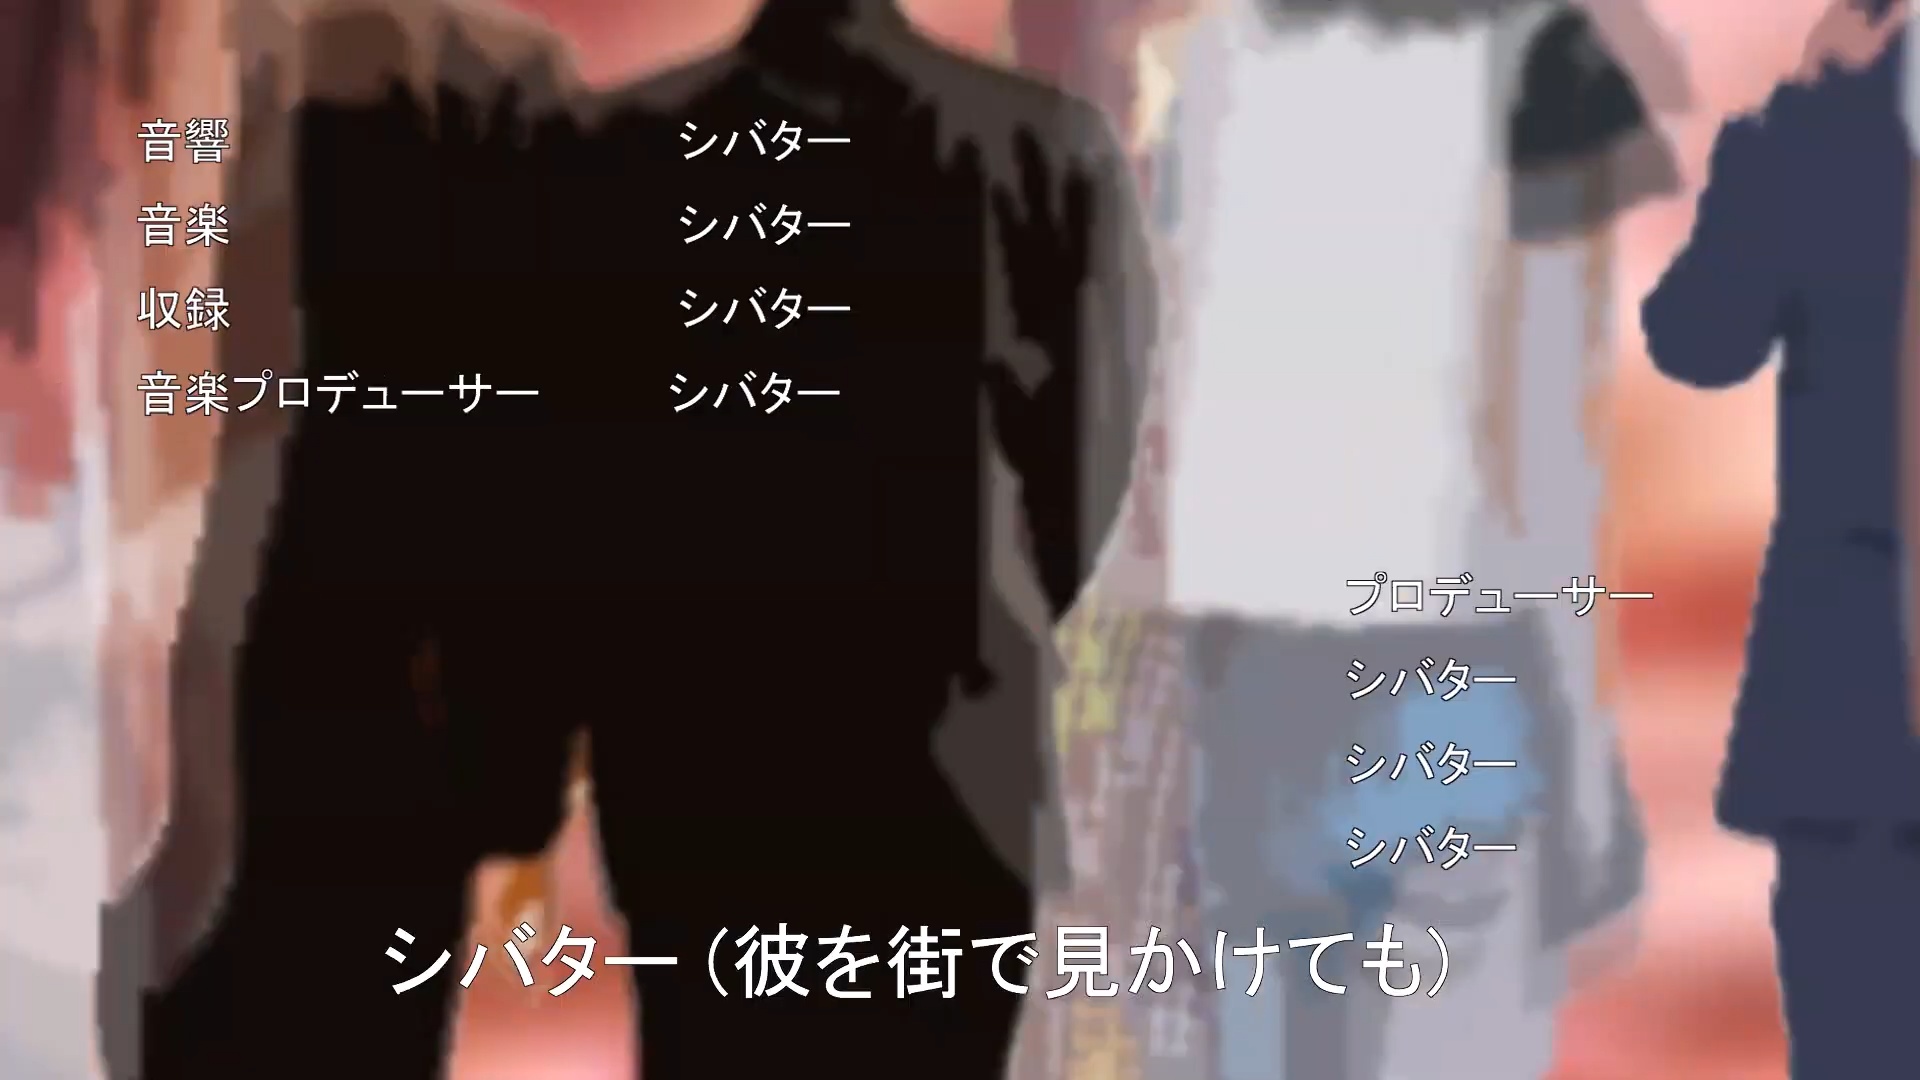 音響 シバター
音楽 シバター
収録 シバター
音楽プロデューサー シバター
プロデューサー
シバター
シバター
シバター
シバター（彼を街で見かけても）